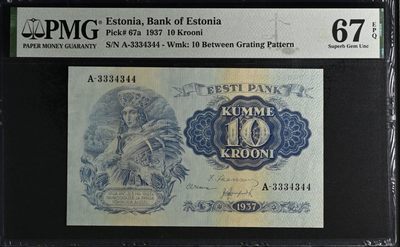 PMG
PAPER MONEY GUARANTY
Estonia, Bank of Estonia
Pick# 67a 1937 10 Krooni
S/N A-3334344 - Wmk: 10 Between Grating Pattern
67 EPQ
Superb Gem Unc
A-3334344
EESTI PANK
KÜMME
10
KROONI
A-3334344
1937